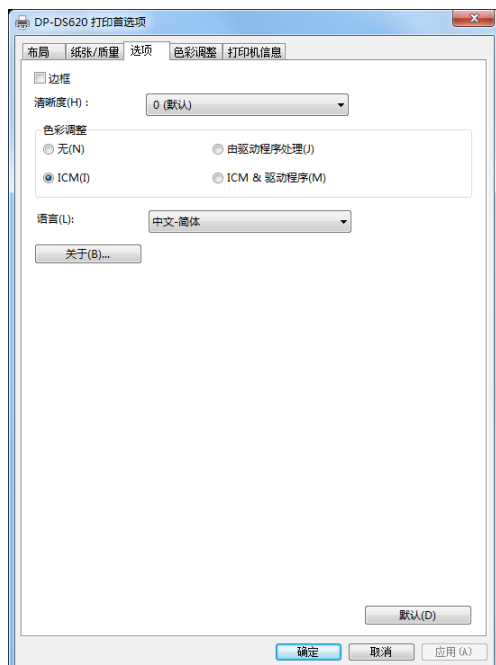 DP-DS620 打印首选项
布局 纸张/质量 选项 色彩调整 打印机信息
边框
清晰度(H)： 0 (默认)
色彩调整
无(N) 由驱动程序处理(J)
ICM(I) ICM & 驱动程序(M)
语言(L): 中文-简体
关于(B)...
默认(D)
确定 取消 应用(A)